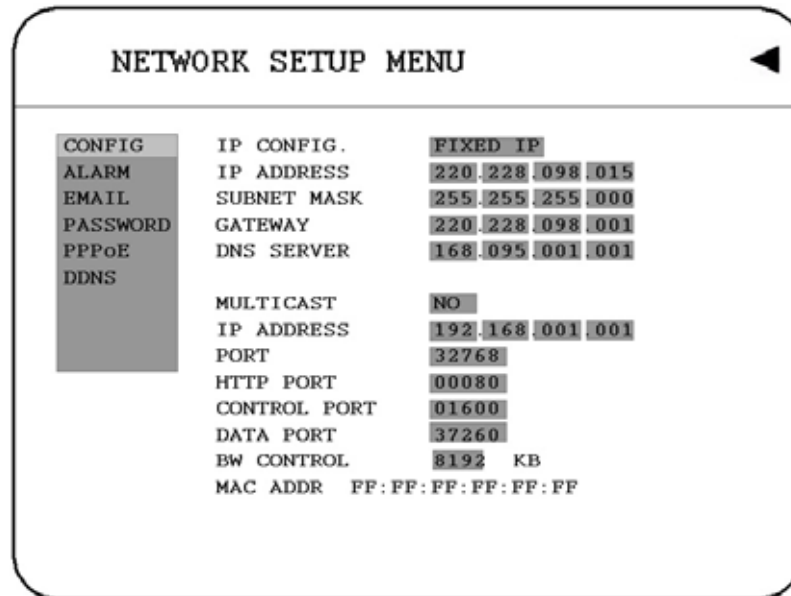 NETWORK SETUP MENU
CONFIG
ALARM
EMAIL
PASSWORD
PPPoE
DDNS
IP CONFIG. FIXED IP
IP ADDRESS 220.228.098.015
SUBNET MASK 255.255.255.000
GATEWAY 220.228.098.001
DNS SERVER 168.095.001.001
MULTICAST NO
IP ADDRESS 192.168.001.001
PORT 32768
HTTP PORT 00080
CONTROL PORT 01600
DATA PORT 37260
BW CONTROL 8192 KB
MAC ADDR FF:FF:FF:FF:FF:FF